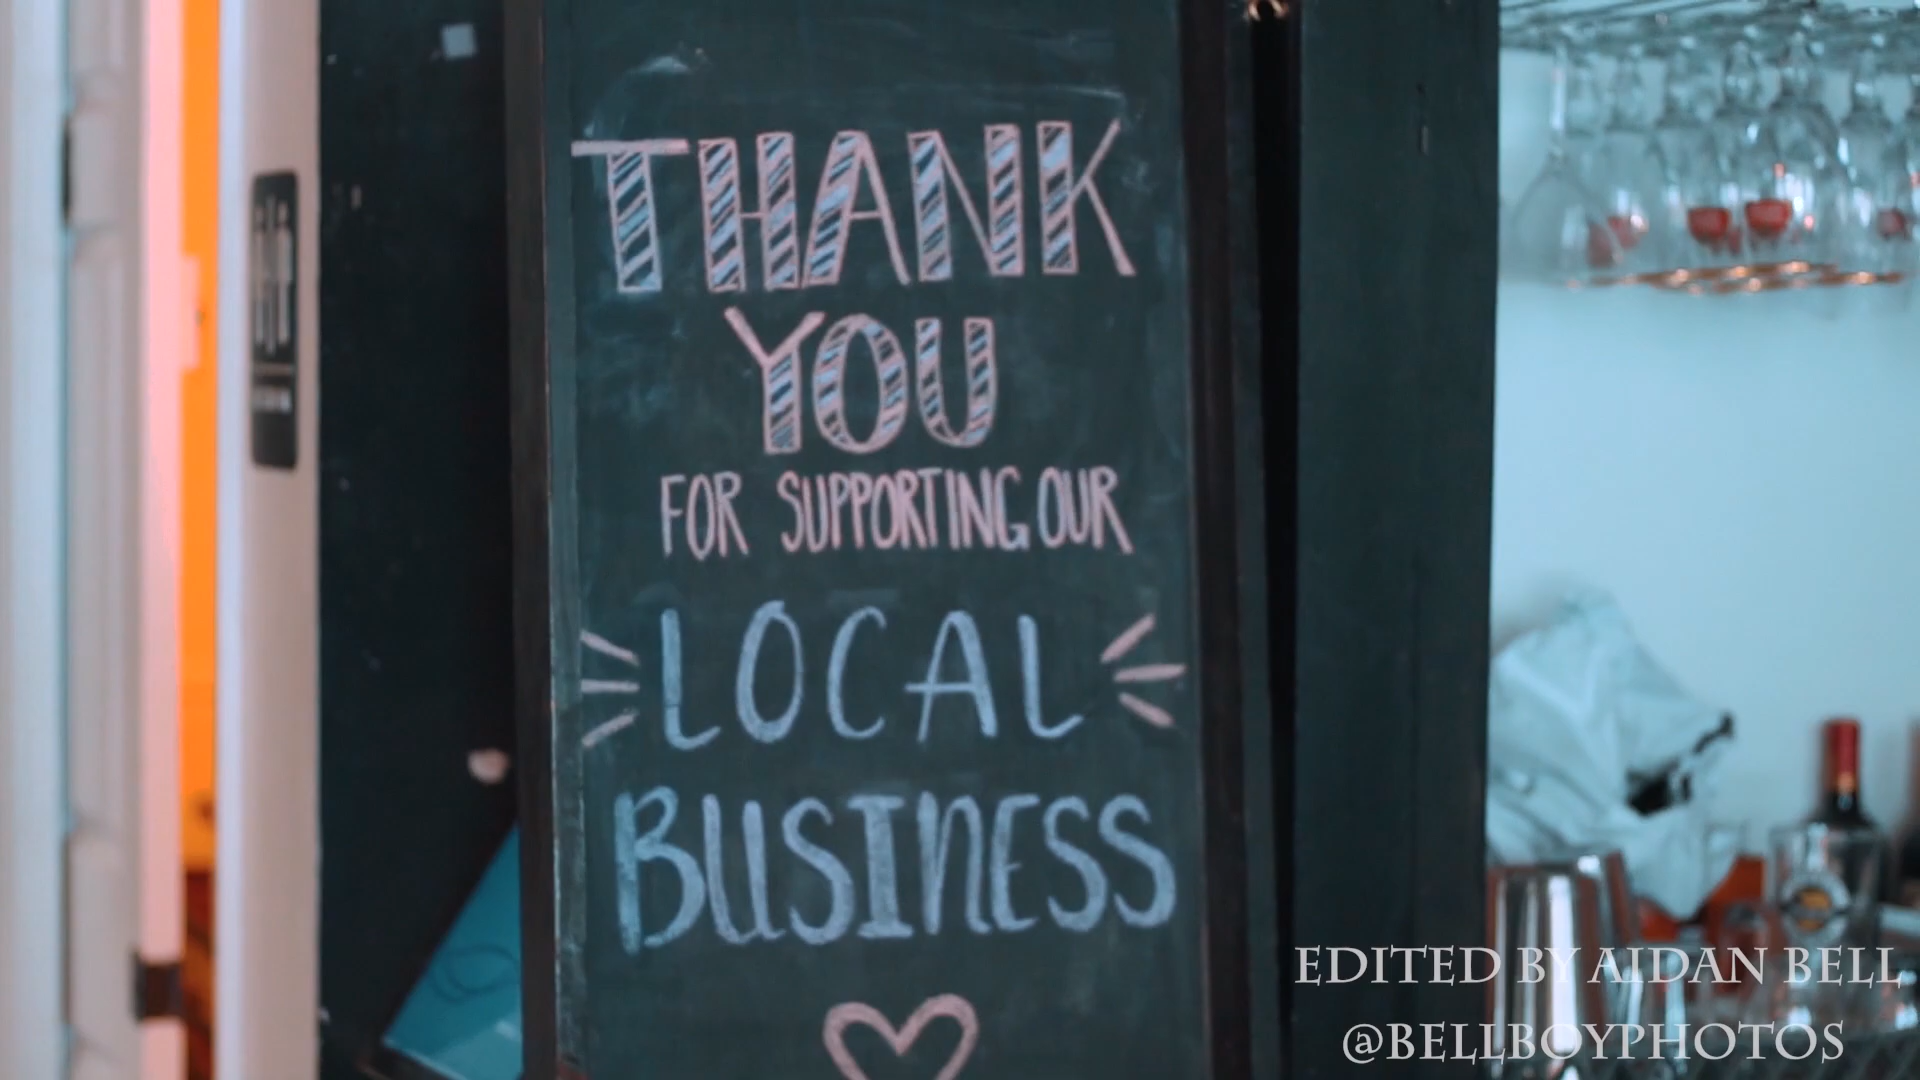 THANK
YOU
FOR SUPPORTING OUR
LOCAL
BUSINESS
EDITED BY AIDAN BELL
@BELLBOYPHOTOS